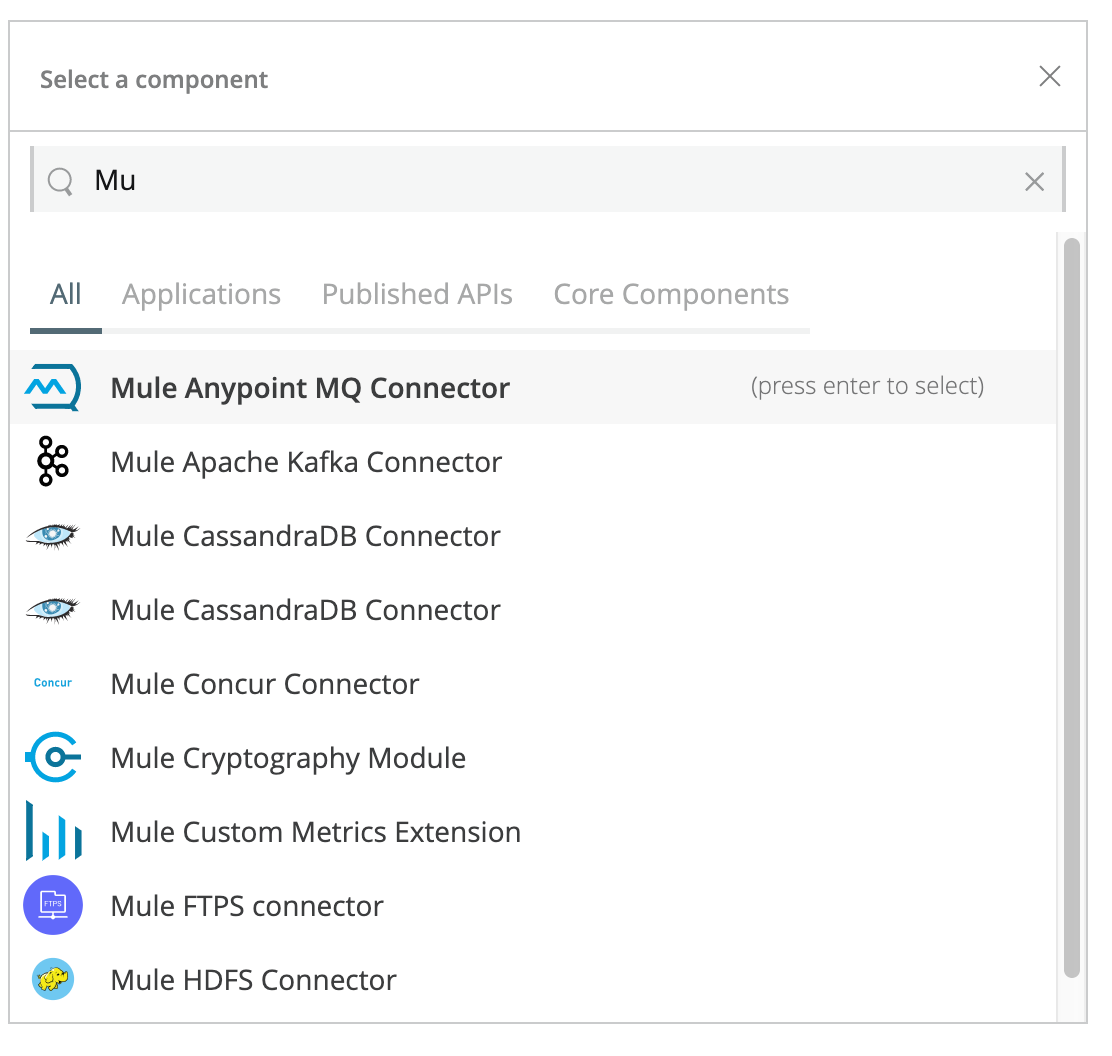 Select a component
Mu
All Applications Published APIs Core Components
Mule Anypoint MQ Connector (press enter to select)
Mule Apache Kafka Connector
Mule CassandraDB Connector
Mule CassandraDB Connector
Concur Mule Concur Connector
Mule Cryptography Module
Mule Custom Metrics Extension
FTPS Mule FTPS connector
Mule HDFS Connector